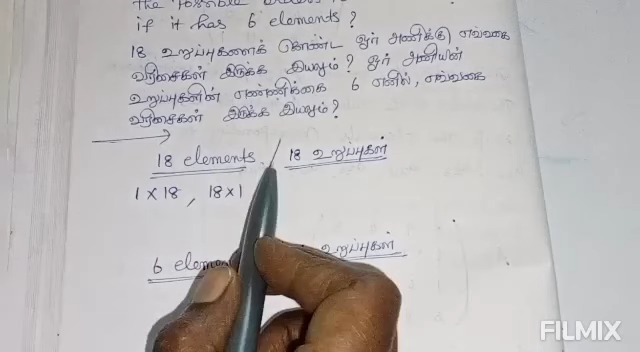 the possible
if it has 6 elements?
18 உறுப்புகளைக் கொண்ட ஓர் அணிக்கு எவ்வகை
வரிசைகள் இருக்க இயலும்? ஓர் அணியின்
உறுப்புகளின் எண்ணிக்கை 6 எனில், எவ்வகை
வரிசைகள் இருக்க இயலும்?
18 elements. 18 உறுப்புகள்
1 × 18 , 18 × 1
6 உறுப்புகள்
FILMIX